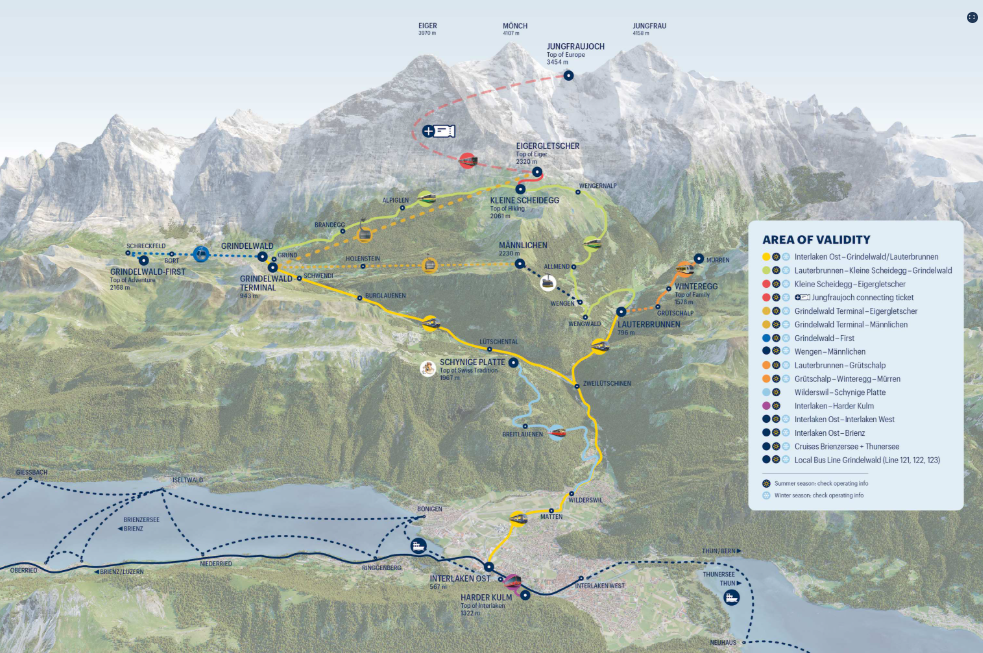 EIGER
3970 m
MÖNCH
4107 m
JUNGFRAU
4158 m
JUNGFRAUJOCH
Top of Europe
3454 m
EIGERGLETSCHER
Top of Eiger
2320 m
KLEINE SCHEIDEGG
Top of Hiking
2061 m
WENGERNALP
ALPIGLEN
BRANDEGG
SCHRECKFELD
BORT
GRINDELWALD-FIRST
Top of Adventure
2168 m
GRINDELWALD
GRUND
GRINDELWALD
TERMINAL
943 m
HOLENSTEIN
SCHWENDI
BURGLAUENEN
MÄNNLICHEN
2230 m
ALLMEND
WENGEN
WENGWALD
MÜRREN
WINTEREGG
Top of Family
1578 m
GRÜTSCHALP
LAUTERBRUNNEN
796 m
LÜTSCHENTAL
SCHYNIGE PLATTE
Top of Swiss Tradition
1967 m
ZWEILÜTSCHINEN
BREITLAUENEN
WILDERSWIL
MATTEN
GIESSBACH
ISELTWALD
BÖNIGEN
BRIENZERSEE
BRIENZ
OBERRIED
BRIENZ/LUZERN
NIEDERRIED
RINGGENBERG
INTERLAKEN OST
567 m
HARDER KULM
Top of Interlaken
1322 m
INTERLAKEN WEST
THUN/BERN
THUNERSEE
THUN
NEUHAUS
AREA OF VALIDITY
Interlaken Ost – Grindelwald/Lauterbrunnen
Lauterbrunnen – Kleine Scheidegg – Grindelwald
Kleine Scheidegg – Eigergletscher
Jungfraujoch connecting ticket
Grindelwald Terminal – Eigergletscher
Grindelwald Terminal – Männlichen
Grindelwald – First
Wengen – Männlichen
Lauterbrunnen – Grütschalp
Grütschalp – Winteregg – Mürren
Wilderswil – Schynige Platte
Interlaken – Harder Kulm
Interlaken Ost – Interlaken West
Interlaken Ost – Brienz
Cruises Brienzersee + Thunersee
Local Bus Line Grindelwald (Line 121, 122, 123)
Summer season: check operating info
Winter season: check operating info